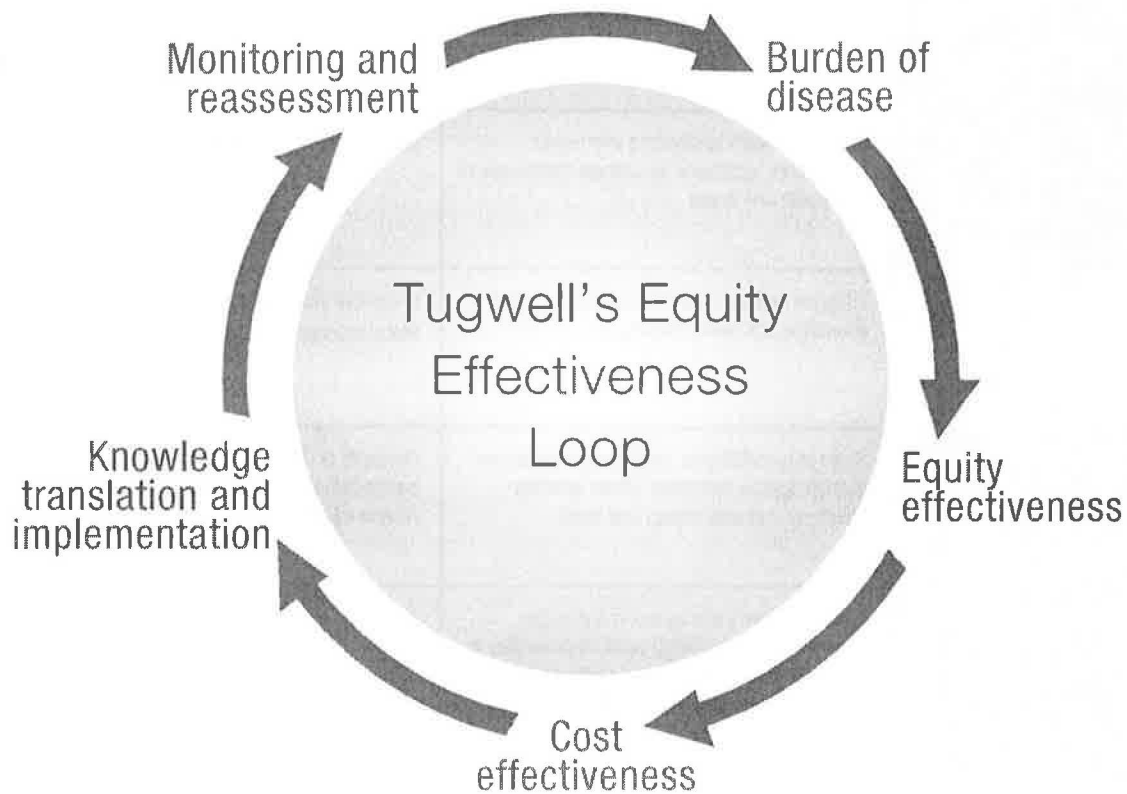 Monitoring and
reassessment
Burden of
disease
Tugwell's Equity
Effectiveness
Loop
Equity
effectiveness
Cost
effectiveness
Knowledge
translation and
implementation